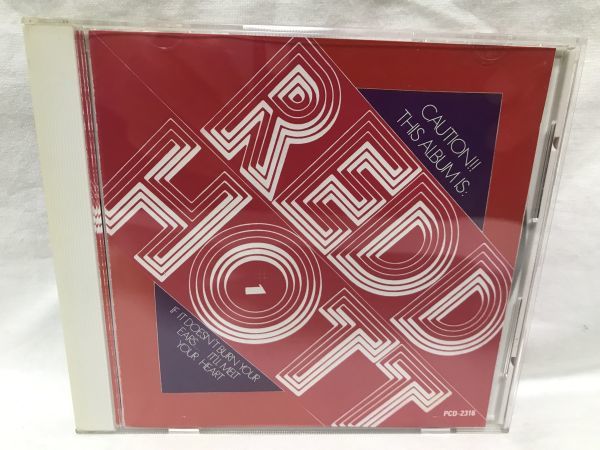 CAUTION!!
THIS ALBUM IS:
REDD
HOTT
1
IF IT DOESN'T BURN YOUR
EARS IT'LL MELT
YOUR HEART
PCD-2316